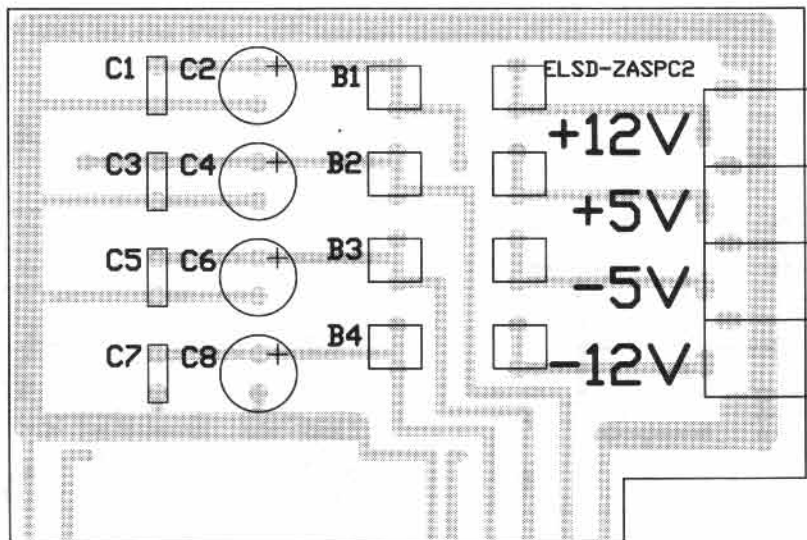 C1 C2 B1 ELSD-ZASPC2
+12V
C3 C4 B2
+5V
C5 C6 B3
-5V
C7 C8 B4
-12V